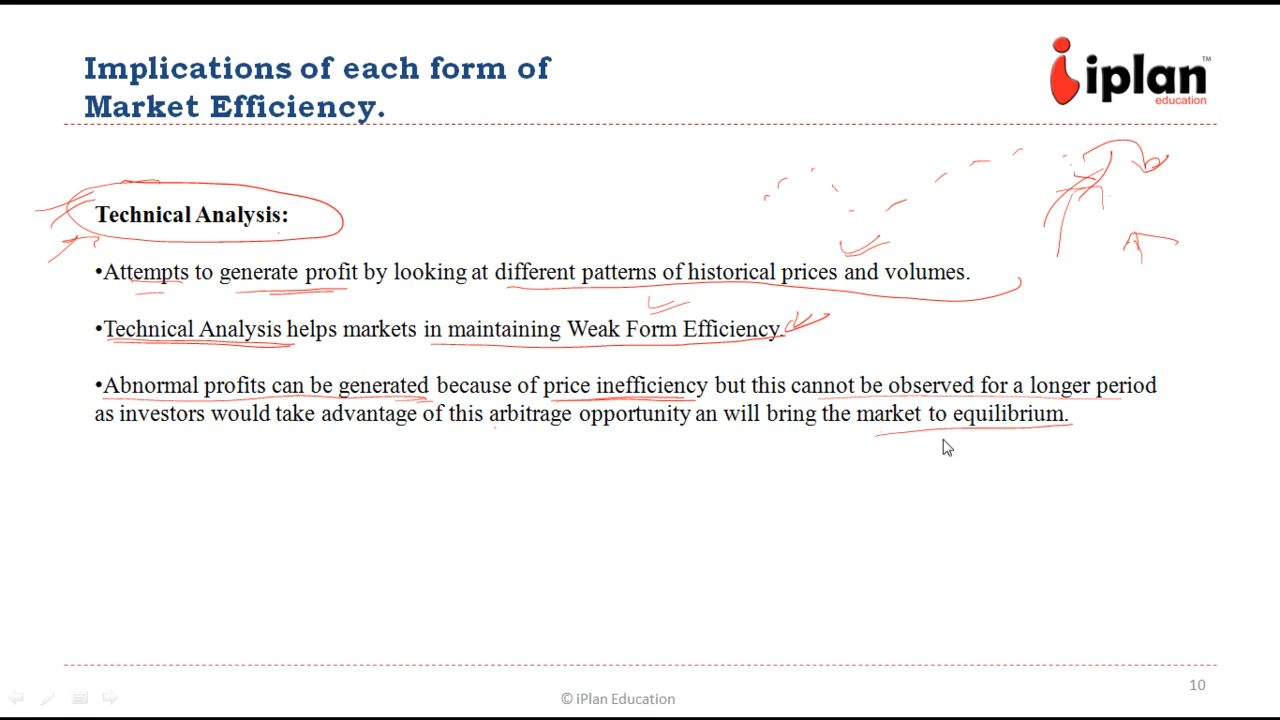 Implications of each form of
Market Efficiency.
iplan™
education
Technical Analysis:
•Attempts to generate profit by looking at different patterns of historical prices and volumes.
•Technical Analysis helps markets in maintaining Weak Form Efficiency.
•Abnormal profits can be generated because of price inefficiency but this cannot be observed for a longer period
as investors would take advantage of this arbitrage opportunity an will bring the market to equilibrium.
© iPlan Education
10